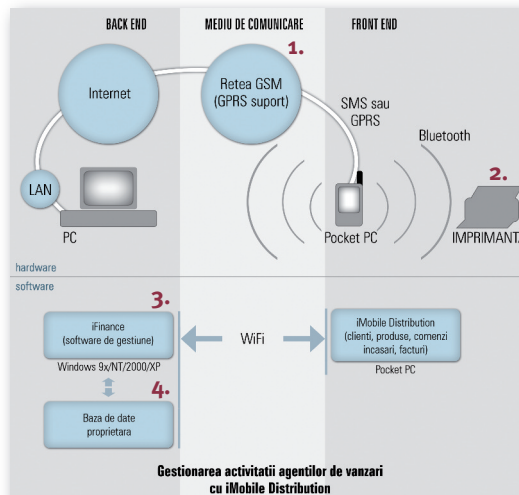 BACK END
MEDIU DE COMUNICARE
FRONT END
1.
Internet
Retea GSM
(GPRS suport)
SMS sau
GPRS
Bluetooth
2.
LAN
PC
Pocket PC
IMPRIMANTA
hardware
software
3.
iFinance
(software de gestiune)
WiFi
iMobile Distribution
(clienti, produse, comenzi
incasari, facturi)
Windows 9x/NT/2000/XP
Pocket PC
4.
Baza de date
proprietara
Gestionarea activitatii agentilor de vanzari
cu iMobile Distribution